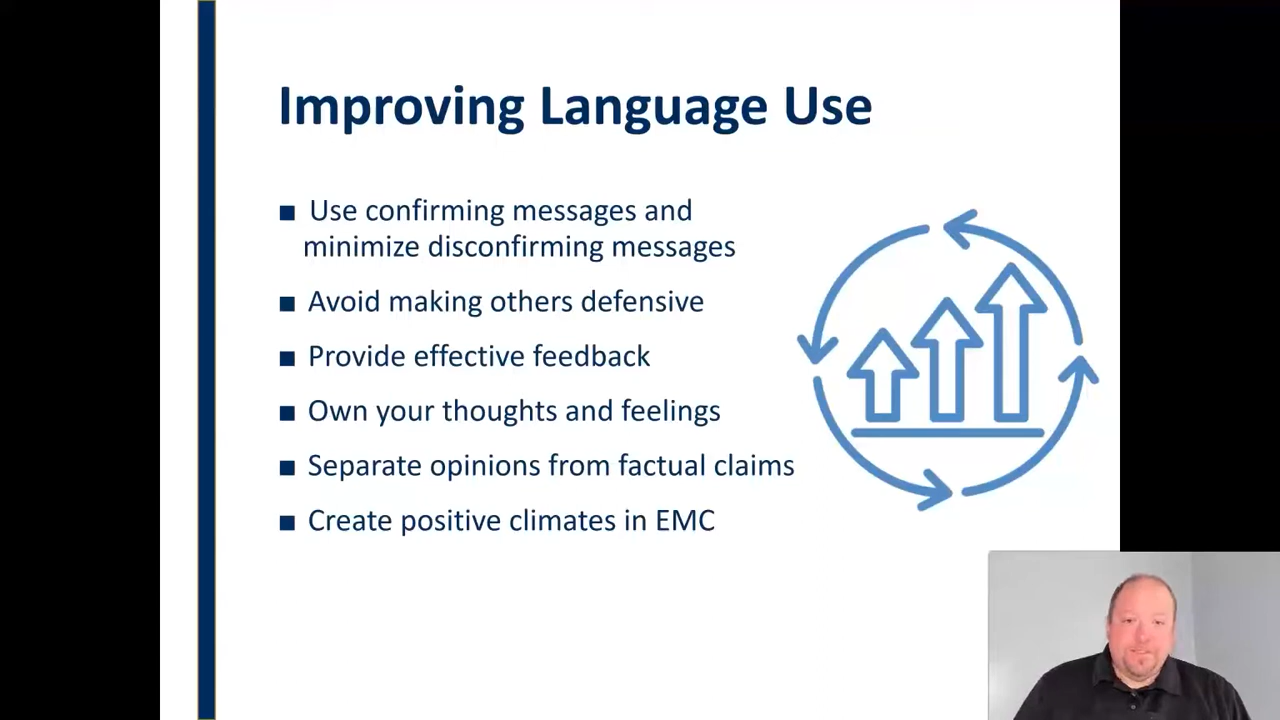 Improving Language Use
■ Use confirming messages and
minimize disconfirming messages
■ Avoid making others defensive
■ Provide effective feedback
■ Own your thoughts and feelings
■ Separate opinions from factual claims
■ Create positive climates in EMC